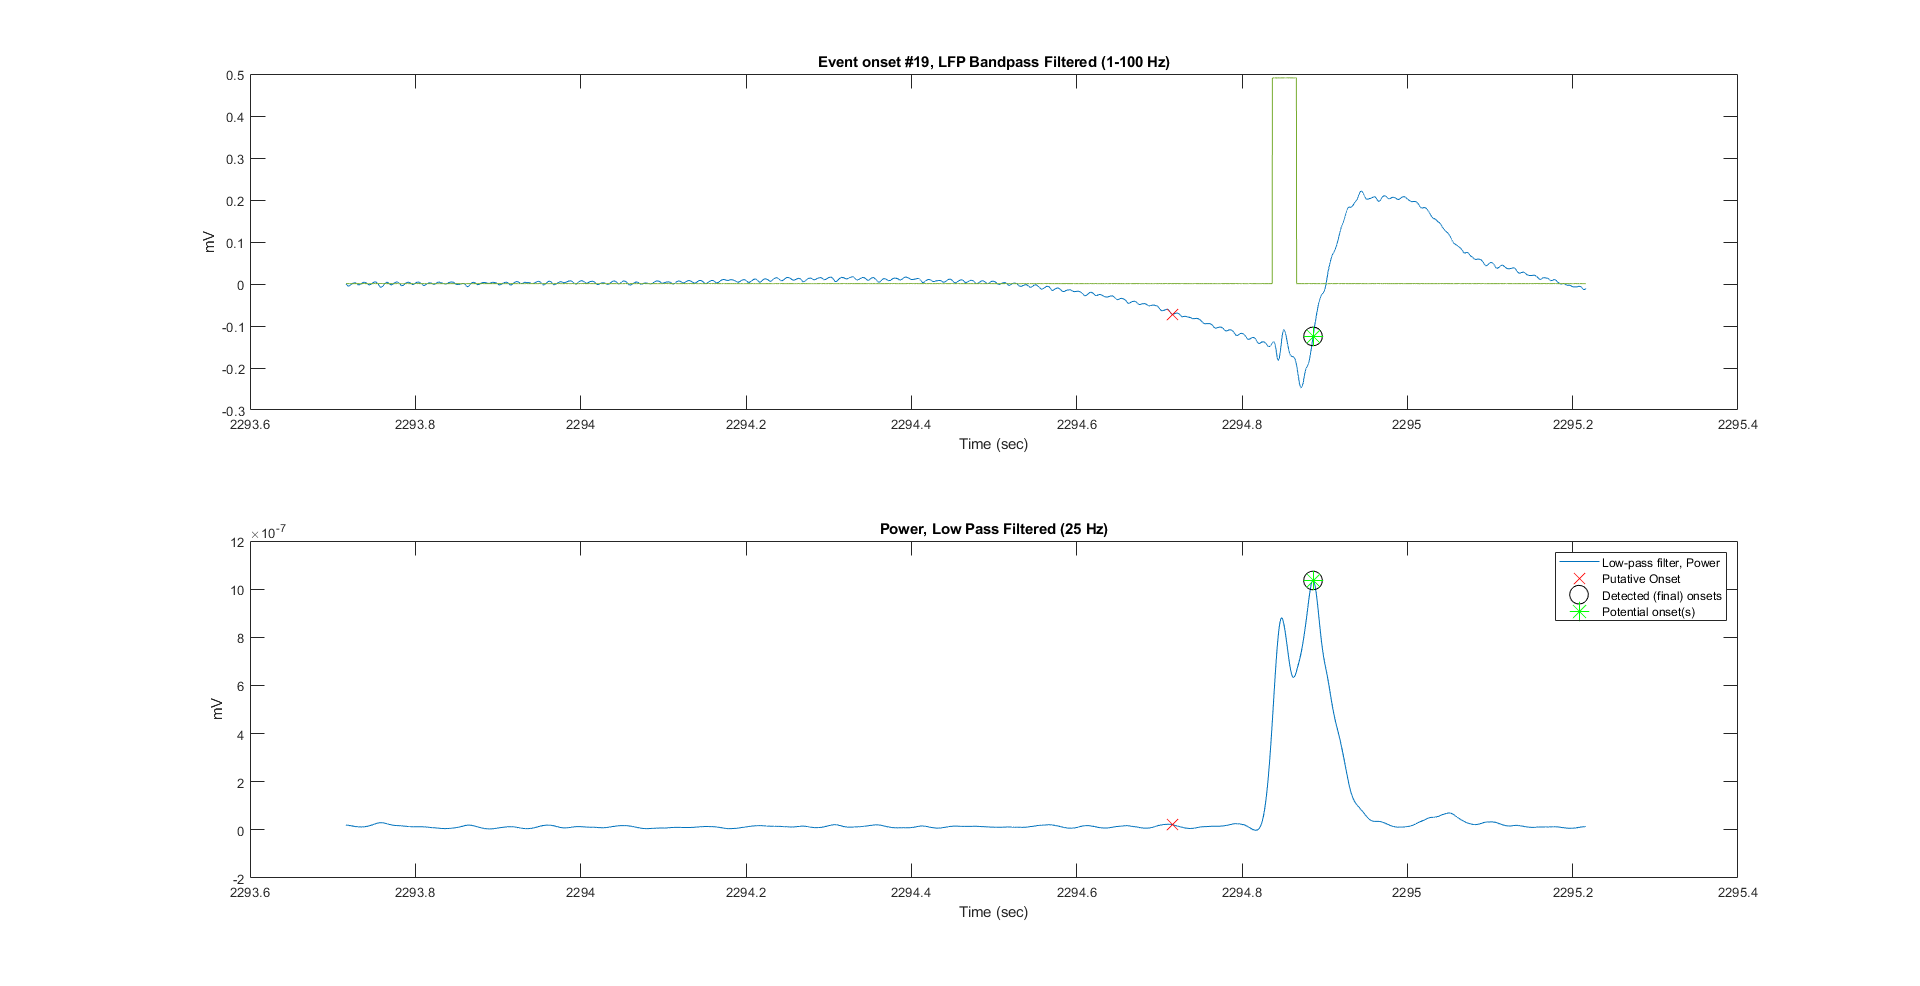 Event onset #19, LFP Bandpass Filtered (1-100 Hz)
0.5
0.4
0.3
0.2
0.1
0
-0.1
-0.2
-0.3
mV
2293.6 2293.8 2294 2294.2 2294.4 2294.6 2294.8 2295 2295.2 2295.4
Time (sec)
Power, Low Pass Filtered (25 Hz)
×10-7
12
10
8
6
4
2
0
-2
mV
Low-pass filter, Power
Putative Onset
Detected (final) onsets
Potential onset(s)
2293.6 2293.8 2294 2294.2 2294.4 2294.6 2294.8 2295 2295.2 2295.4
Time (sec)